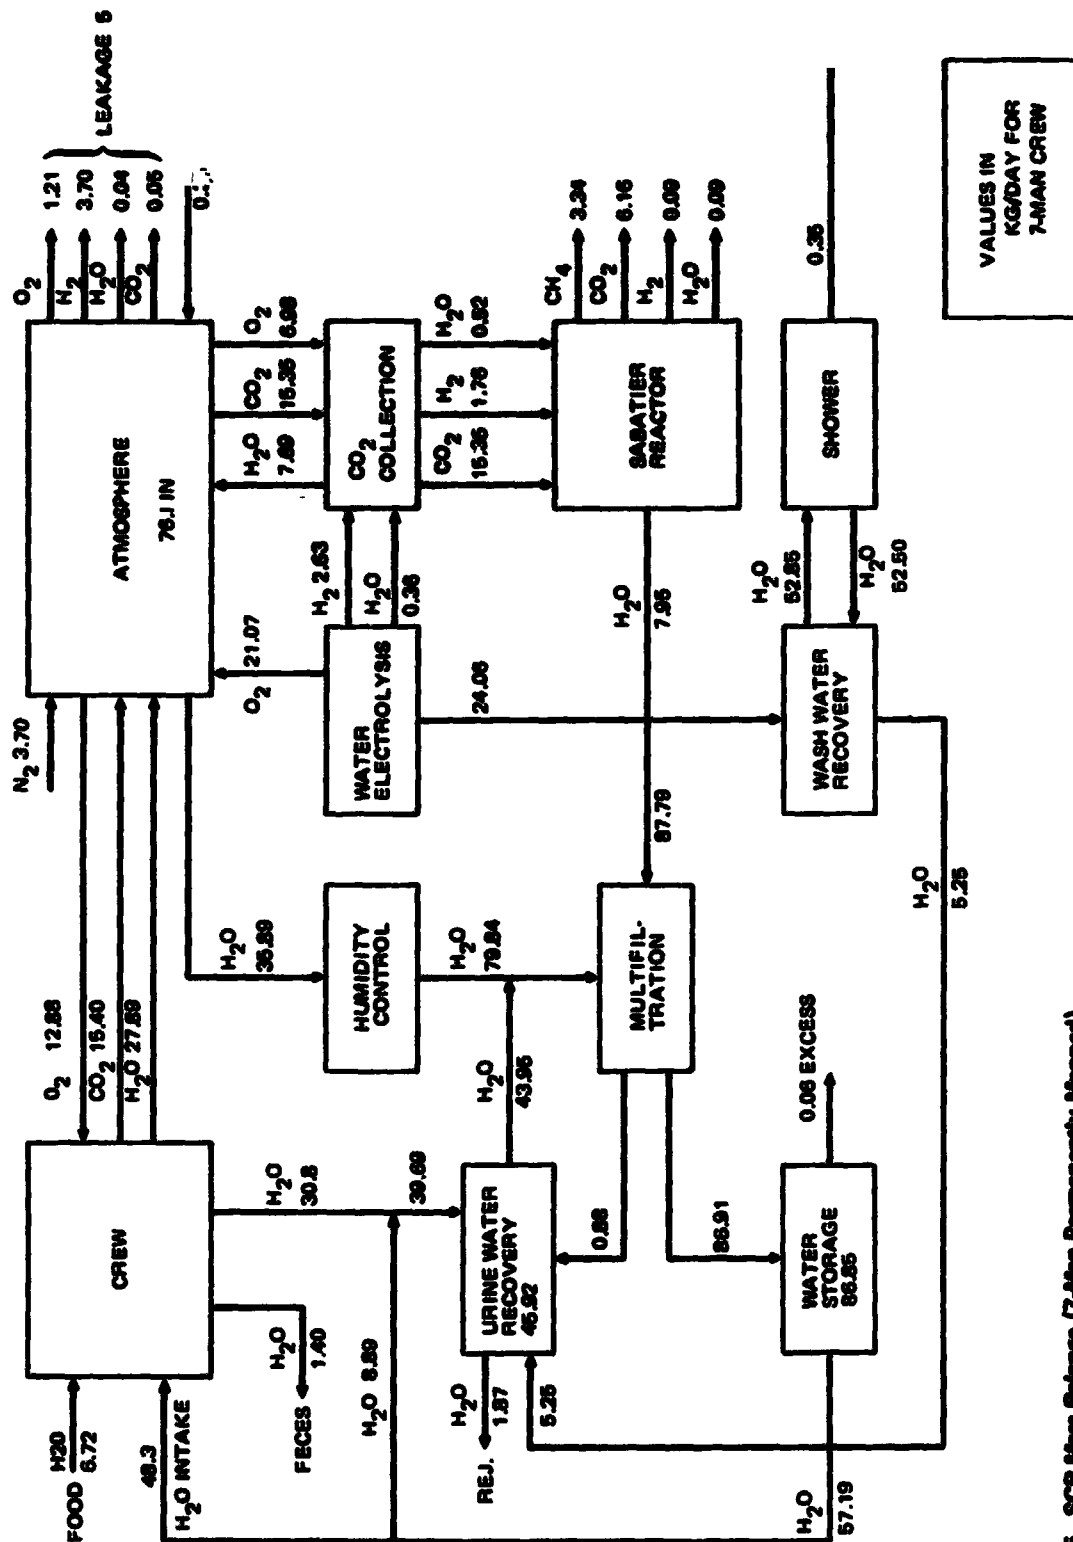 LEAKAGE 5
O2 1.21
H2 3.70
H2O 0.04
CO2 0.05
N2 3.70
ATMOSPHERE
76.1 IN
O2 12.88
CO2 15.40
H2O 27.89
CREW
FOOD H2O
6.72
48.3
H2O INTAKE
H2O
1.40
FECES
H2O
30.8
39.69
H2O 8.89
H2O
35.89
HUMIDITY
CONTROL
H2O
79.84
H2O
43.95
O2 21.07
WATER
ELECTROLYSIS
H2 2.63
H2O
0.36
24.06
H2O
7.89
CO2
15.35
O2
6.98
CO2
COLLECTION
CO2
15.35
H2
1.76
H2O
0.82
SABATIER
REACTOR
CH4 3.34
CO2 6.16
H2 0.09
H2O 0.09
H2O
7.95
87.79
MULTIFIL-
TRATION
0.88
86.91
URINE WATER
RECOVERY
45.92
H2O
1.87
REJ.
5.25
WATER
STORAGE
86.85
0.06 EXCESS
H2O
57.19
WASH WATER
RECOVERY
H2O
5.25
H2O
52.85
H2O
52.50
SHOWER
0.35
VALUES IN
KG/DAY FOR
7-MAN CREW